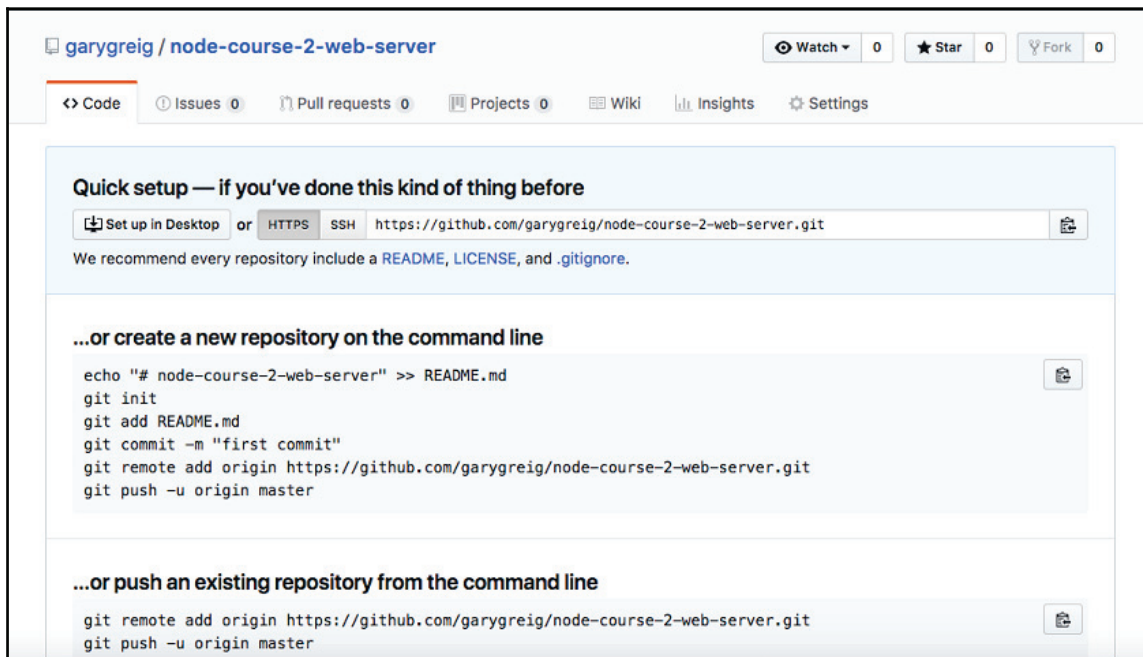 garygreig / node-course-2-web-server
Watch 0 Star 0 Fork 0
Code Issues 0 Pull requests 0 Projects 0 Wiki Insights Settings
Quick setup — if you've done this kind of thing before
Set up in Desktop or HTTPS SSH https://github.com/garygreig/node-course-2-web-server.git
We recommend every repository include a README, LICENSE, and .gitignore.
...or create a new repository on the command line
echo "# node-course-2-web-server" >> README.md
git init
git add README.md
git commit -m "first commit"
git remote add origin https://github.com/garygreig/node-course-2-web-server.git
git push -u origin master
...or push an existing repository from the command line
git remote add origin https://github.com/garygreig/node-course-2-web-server.git
git push -u origin master